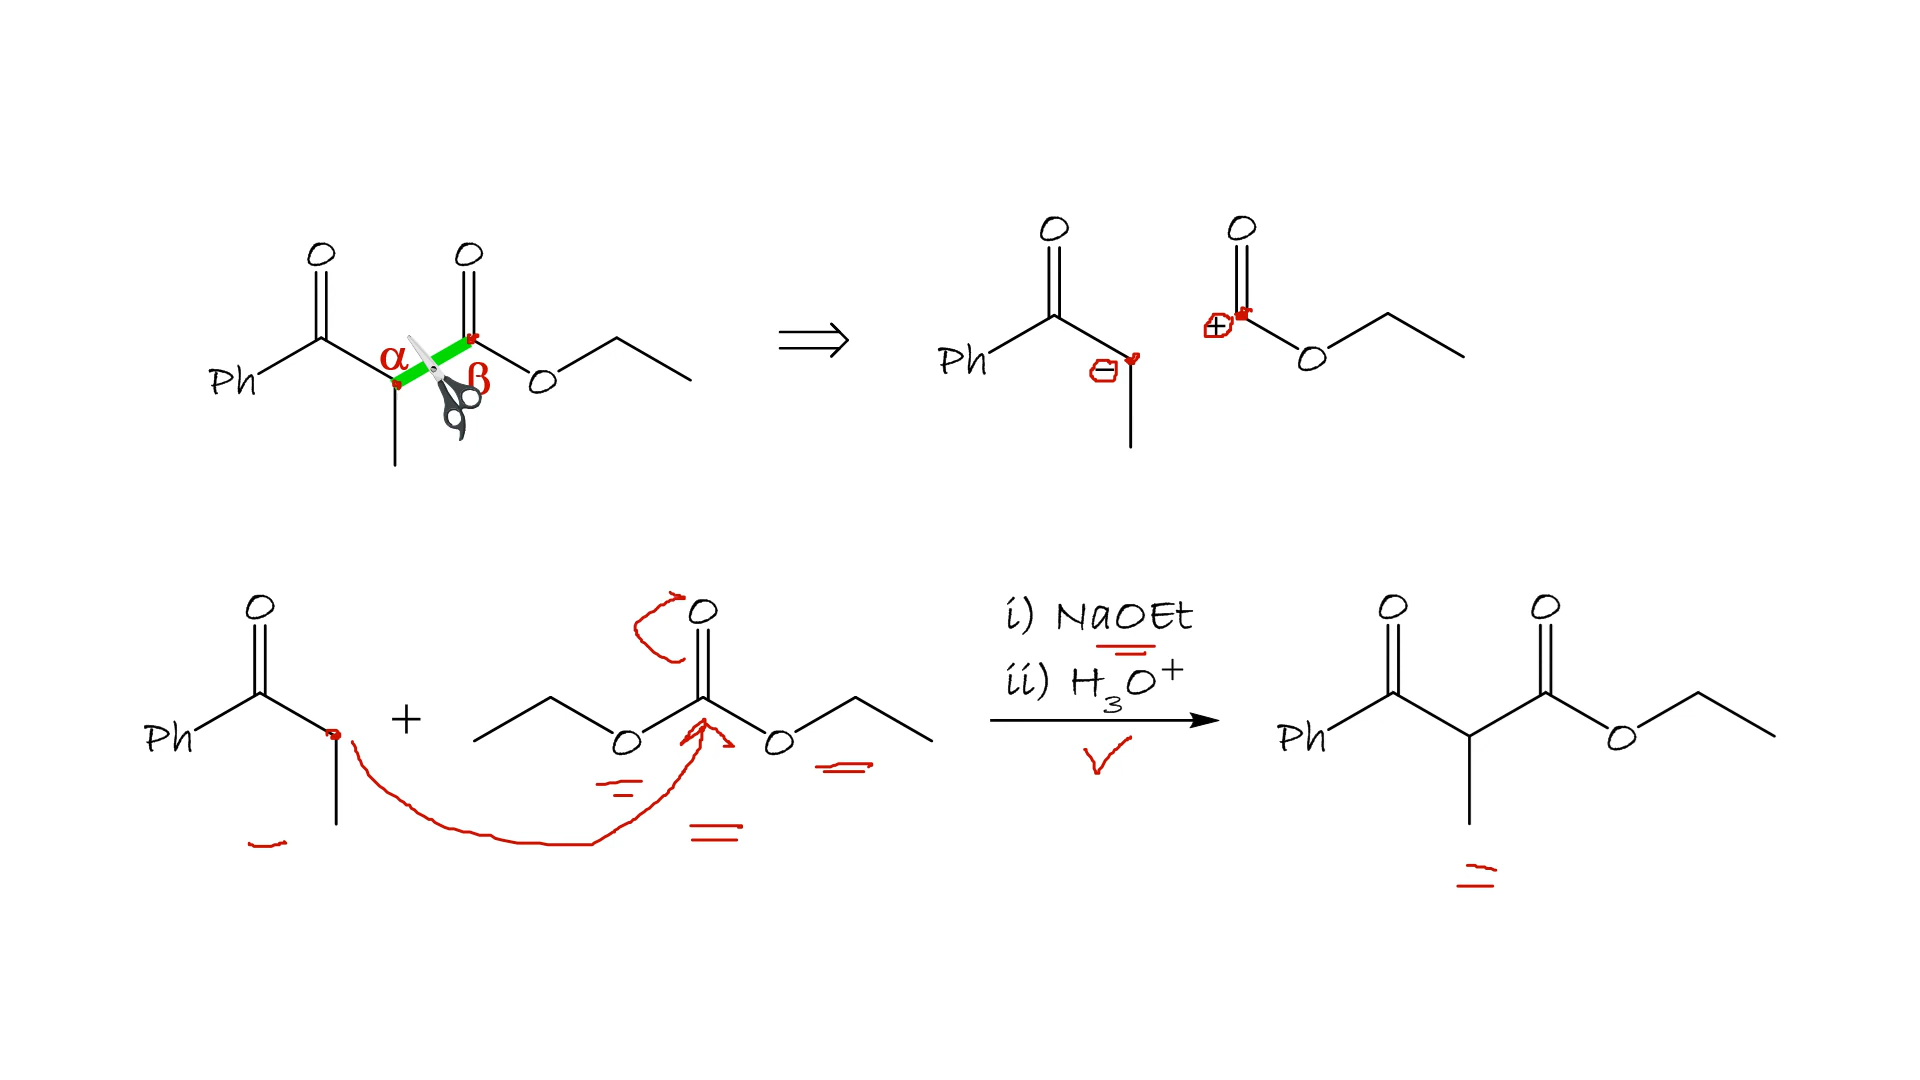 O O
α
β
Ph O
O O
Ph ⊖ ⊕ O
O
Ph + O O O
i) NaOEt
ii) H₃O⁺
O O
Ph O